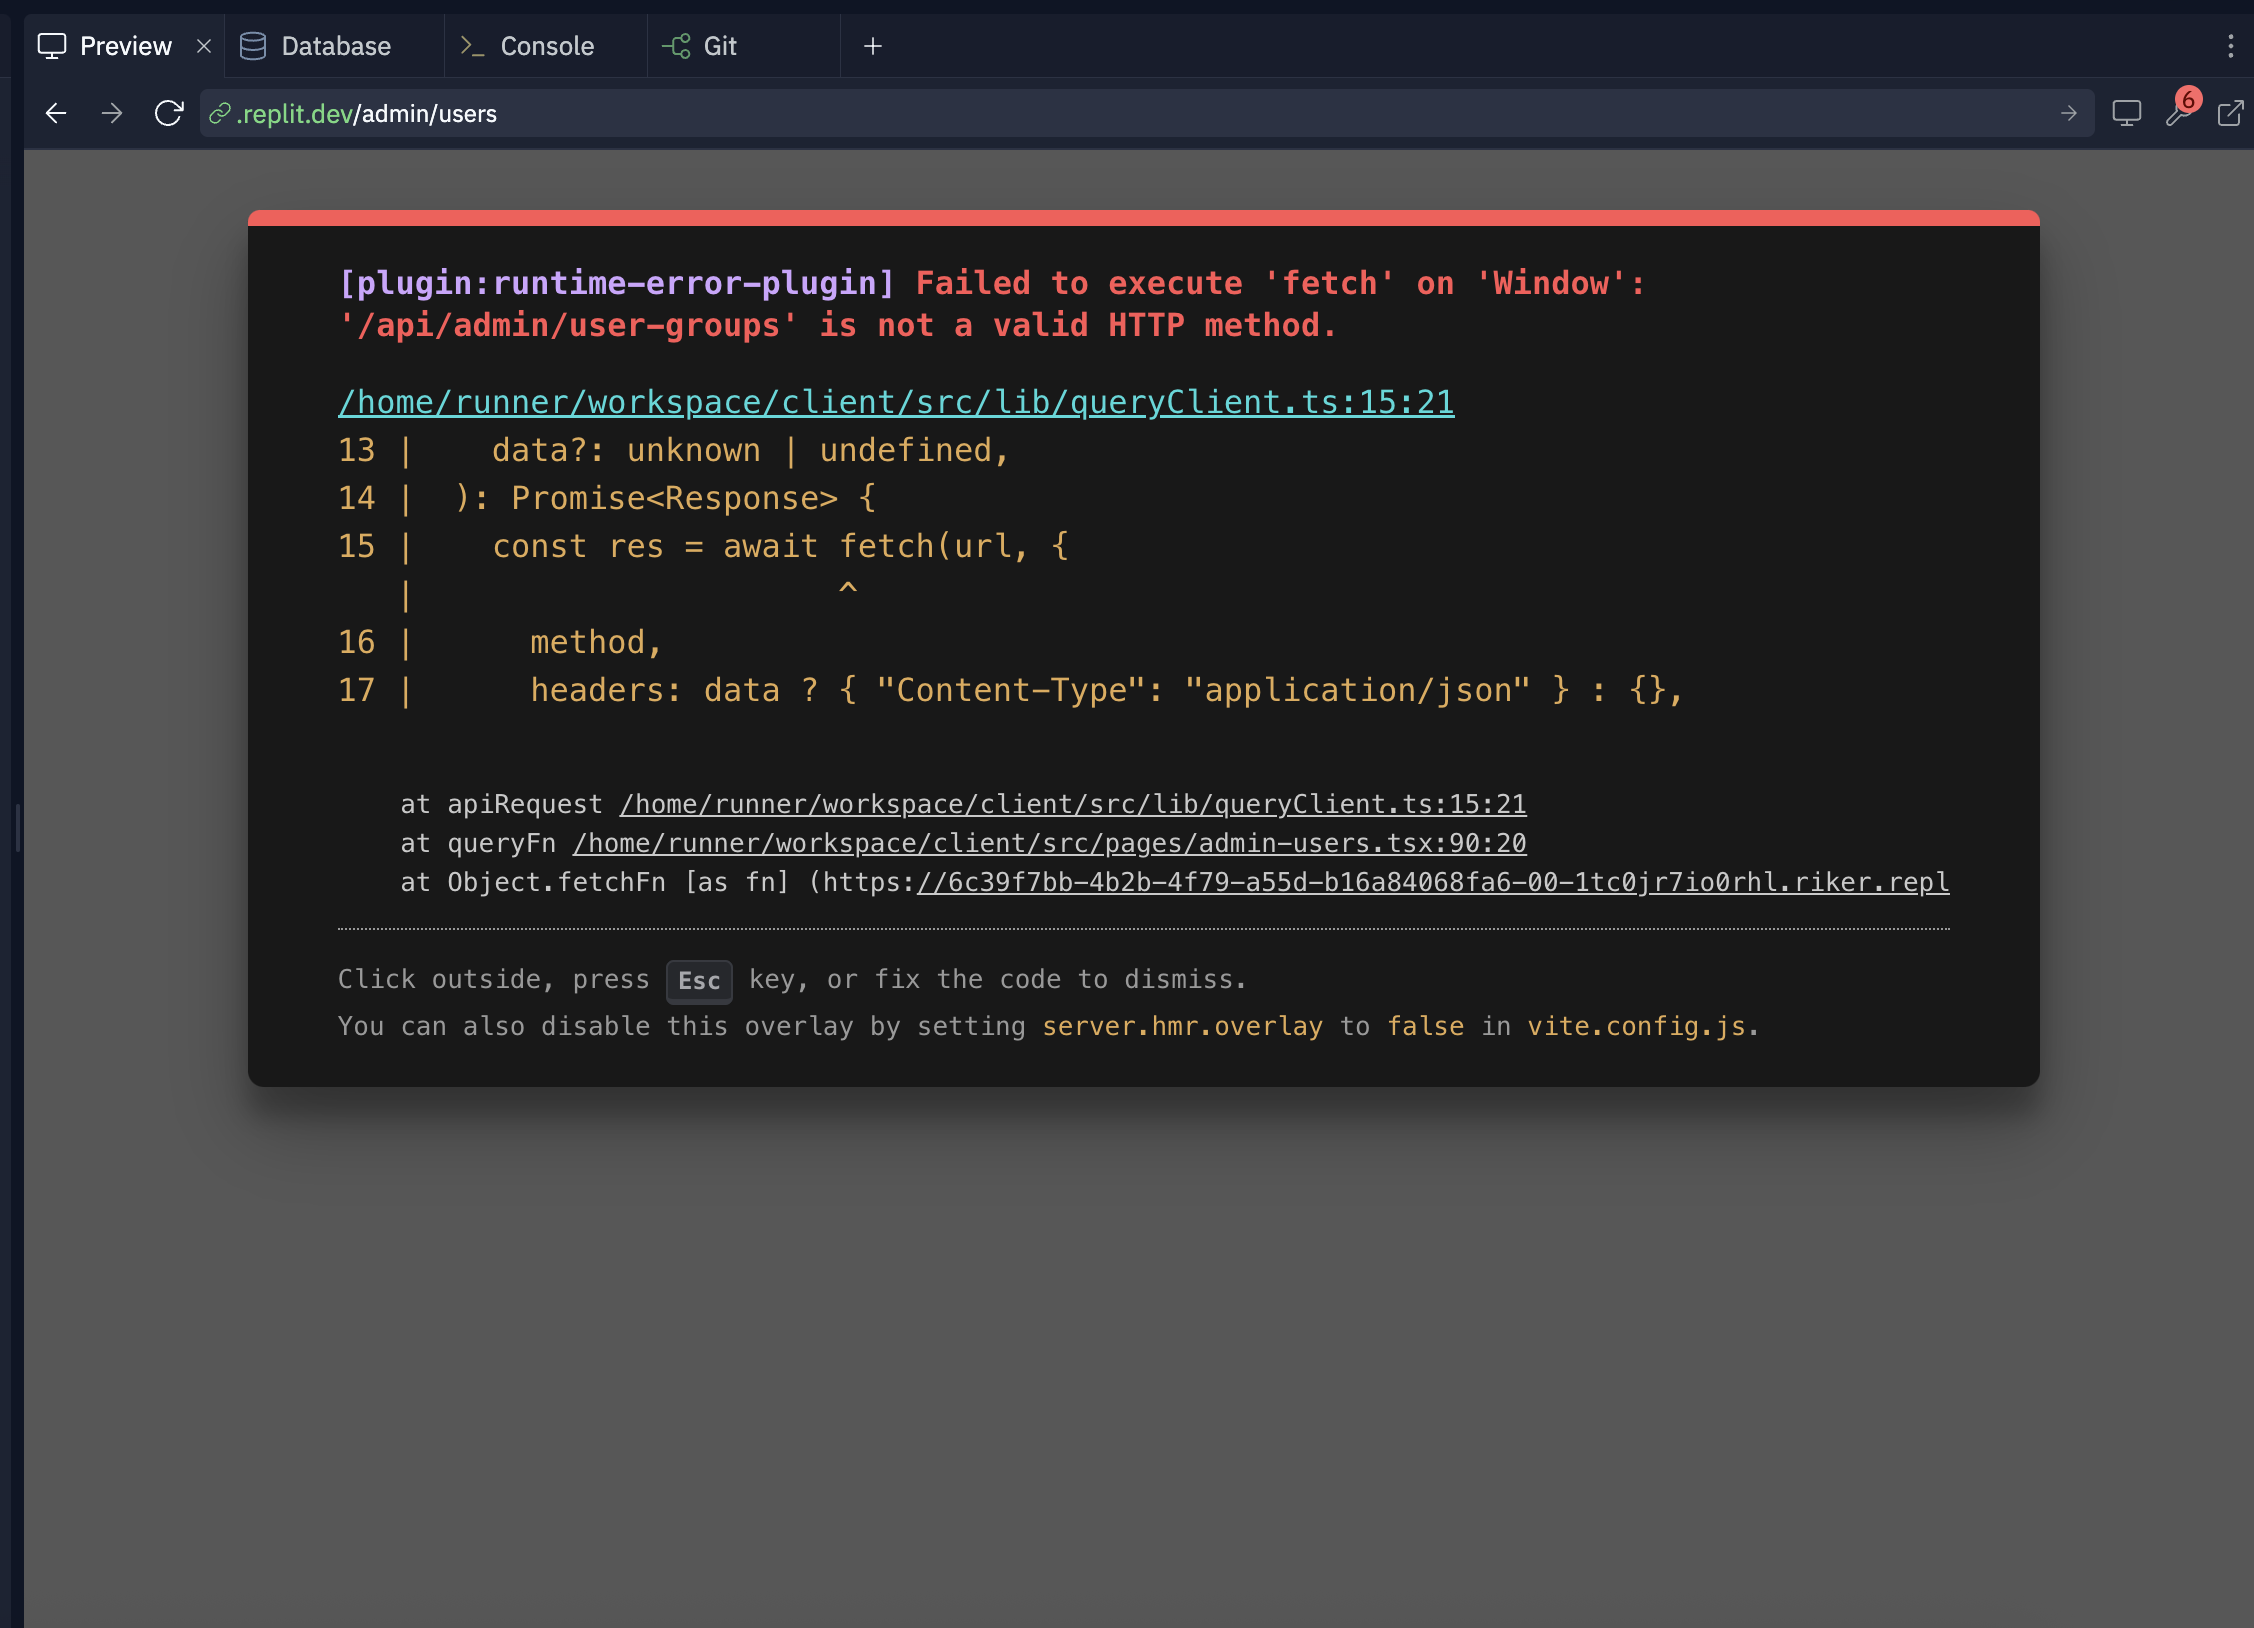 Preview
Database
Console
Git
.replit.dev/admin/users
6
[plugin:runtime-error-plugin] Failed to execute 'fetch' on 'Window':
'/api/admin/user-groups' is not a valid HTTP method.
/home/runner/workspace/client/src/lib/queryClient.ts:15:21
13 |    data?: unknown | undefined,
14 |  ): Promise<Response> {
15 |    const res = await fetch(url, {
   |                      ^
16 |      method,
17 |      headers: data ? { "Content-Type": "application/json" } : {},
at apiRequest /home/runner/workspace/client/src/lib/queryClient.ts:15:21
at queryFn /home/runner/workspace/client/src/pages/admin-users.tsx:90:20
at Object.fetchFn [as fn] (https://6c39f7bb-4b2b-4f79-a55d-b16a84068fa6-00-1tc0jr7io0rhl.riker.repl
Click outside, press Esc key, or fix the code to dismiss.
You can also disable this overlay by setting server.hmr.overlay to false in vite.config.js.